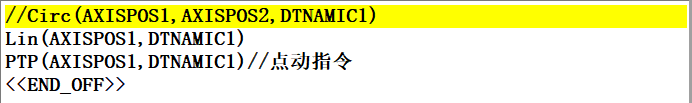 //Circ(AXISPOS1,AXISPOS2,DTNAMIC1)
Lin(AXISPOS1,DTNAMIC1)
PTP(AXISPOS1,DTNAMIC1)//点动指令
<<END_OFF>>